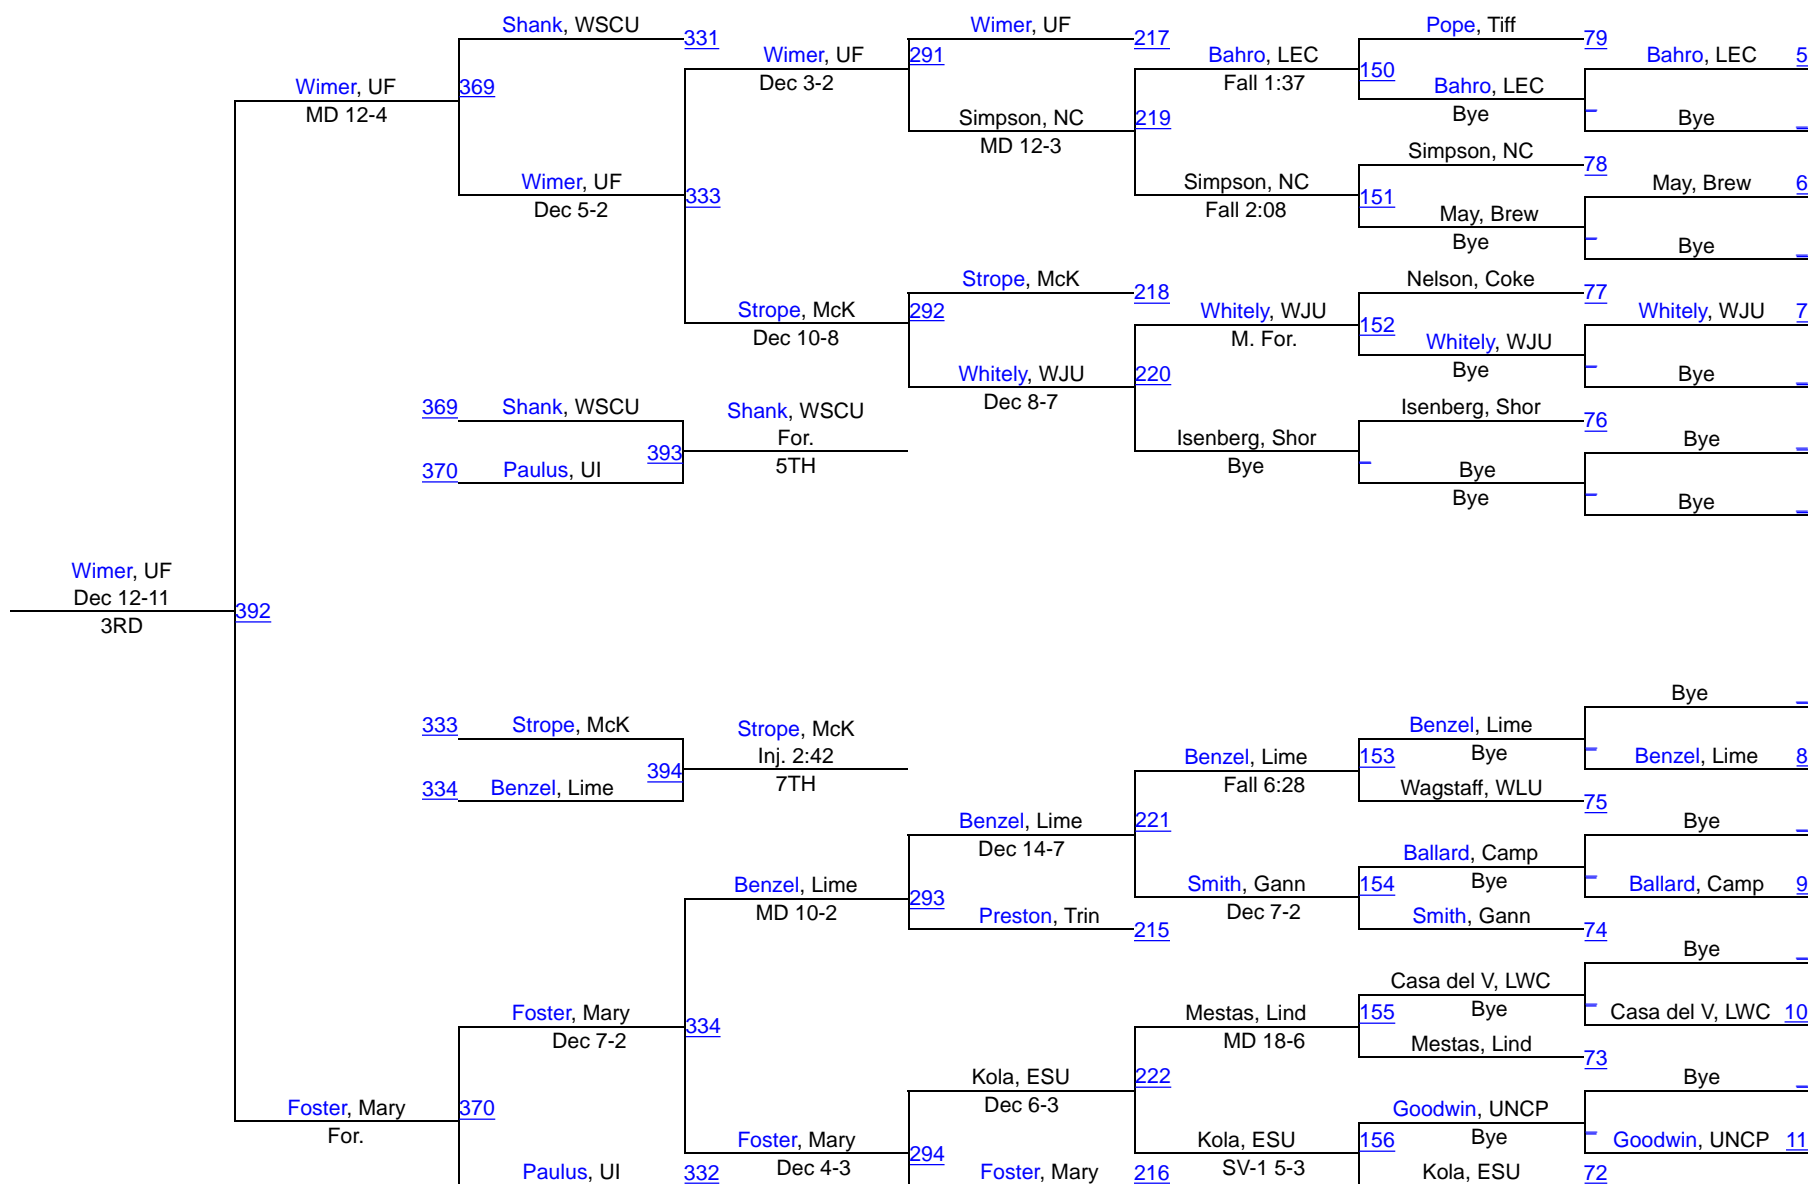 Shank, WSCU
331
Wimer, UF
217
Pope, Tiff
79
Wimer, UF
Dec 3-2
291
Bahro, LEC
Fall 1:37
150
Bahro, LEC
5
Wimer, UF
MD 12-4
369
Bahro, LEC
Bye
Simpson, NC
MD 12-3
219
Bye
Simpson, NC
78
Wimer, UF
Dec 5-2
333
Simpson, NC
Fall 2:08
151
May, Brew
6
May, Brew
Bye
Bye
Strope, McK
218
Nelson, Coke
77
Strope, McK
Dec 10-8
292
Whitely, WJU
M. For.
152
Whitely, WJU
7
Whitely, WJU
Bye
Whitely, WJU
Dec 8-7
220
Bye
369
Shank, WSCU
Shank, WSCU
For.
5TH
393
370
Paulus, UI
Isenberg, Shor
76
Isenberg, Shor
Bye
Bye
Bye
Bye
Bye
Wimer, UF
Dec 12-11
3RD
392
Bye
333
Strope, McK
Strope, McK
Inj. 2:42
7TH
394
334
Benzel, Lime
Benzel, Lime
Bye
Benzel, Lime
Fall 6:28
153
Benzel, Lime
8
Wagstaff, WLU
75
Benzel, Lime
Dec 14-7
221
Bye
Ballard, Camp
Bye
Benzel, Lime
MD 10-2
293
Smith, Gann
Dec 7-2
154
Ballard, Camp
9
Preston, Trin
215
Smith, Gann
74
Bye
Casa del V, LWC
Bye
Foster, Mary
Dec 7-2
334
Mestas, Lind
MD 18-6
155
Casa del V, LWC
10
Mestas, Lind
73
Kola, ESU
Dec 6-3
222
Bye
Foster, Mary
For.
370
Goodwin, UNCP
Bye
Foster, Mary
Dec 4-3
294
Kola, ESU
SV-1 5-3
156
Goodwin, UNCP
11
Paulus, UI
332
Foster, Mary
216
Kola, ESU
72